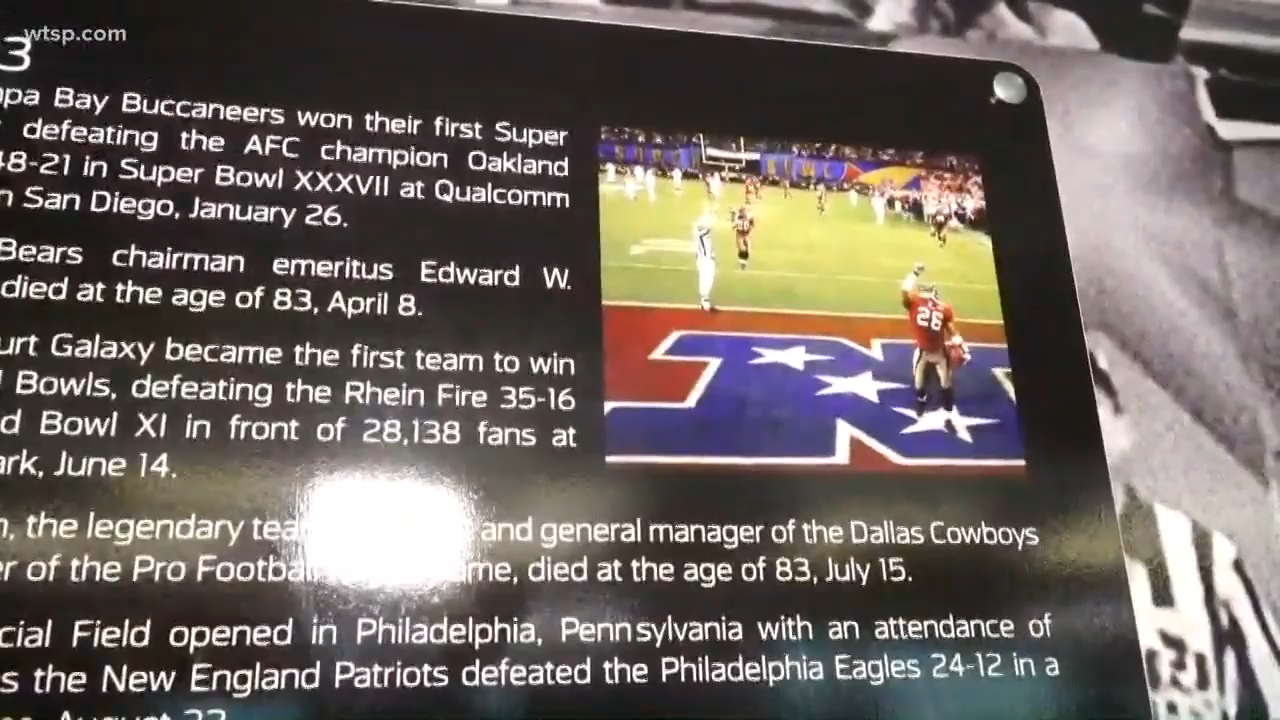 wtsp.com
3
pa Bay Buccaneers won their first Super
defeating the AFC champion Oakland
48-21 in Super Bowl XXXVII at Qualcomm
n San Diego, January 26.
Bears chairman emeritus Edward W.
died at the age of 83, April 8.
urt Galaxy became the first team to win
Bowls, defeating the Rhein Fire 35-16
d Bowl XI in front of 28,138 fans at
ark, June 14.
, the legendary tea and general manager of the Dallas Cowboys
r of the Pro Footba me, died at the age of 83, July 15.
cial Field opened in Philadelphia, Pennsylvania with an attendance of
s the New England Patriots defeated the Philadelphia Eagles 24-12 in a
26